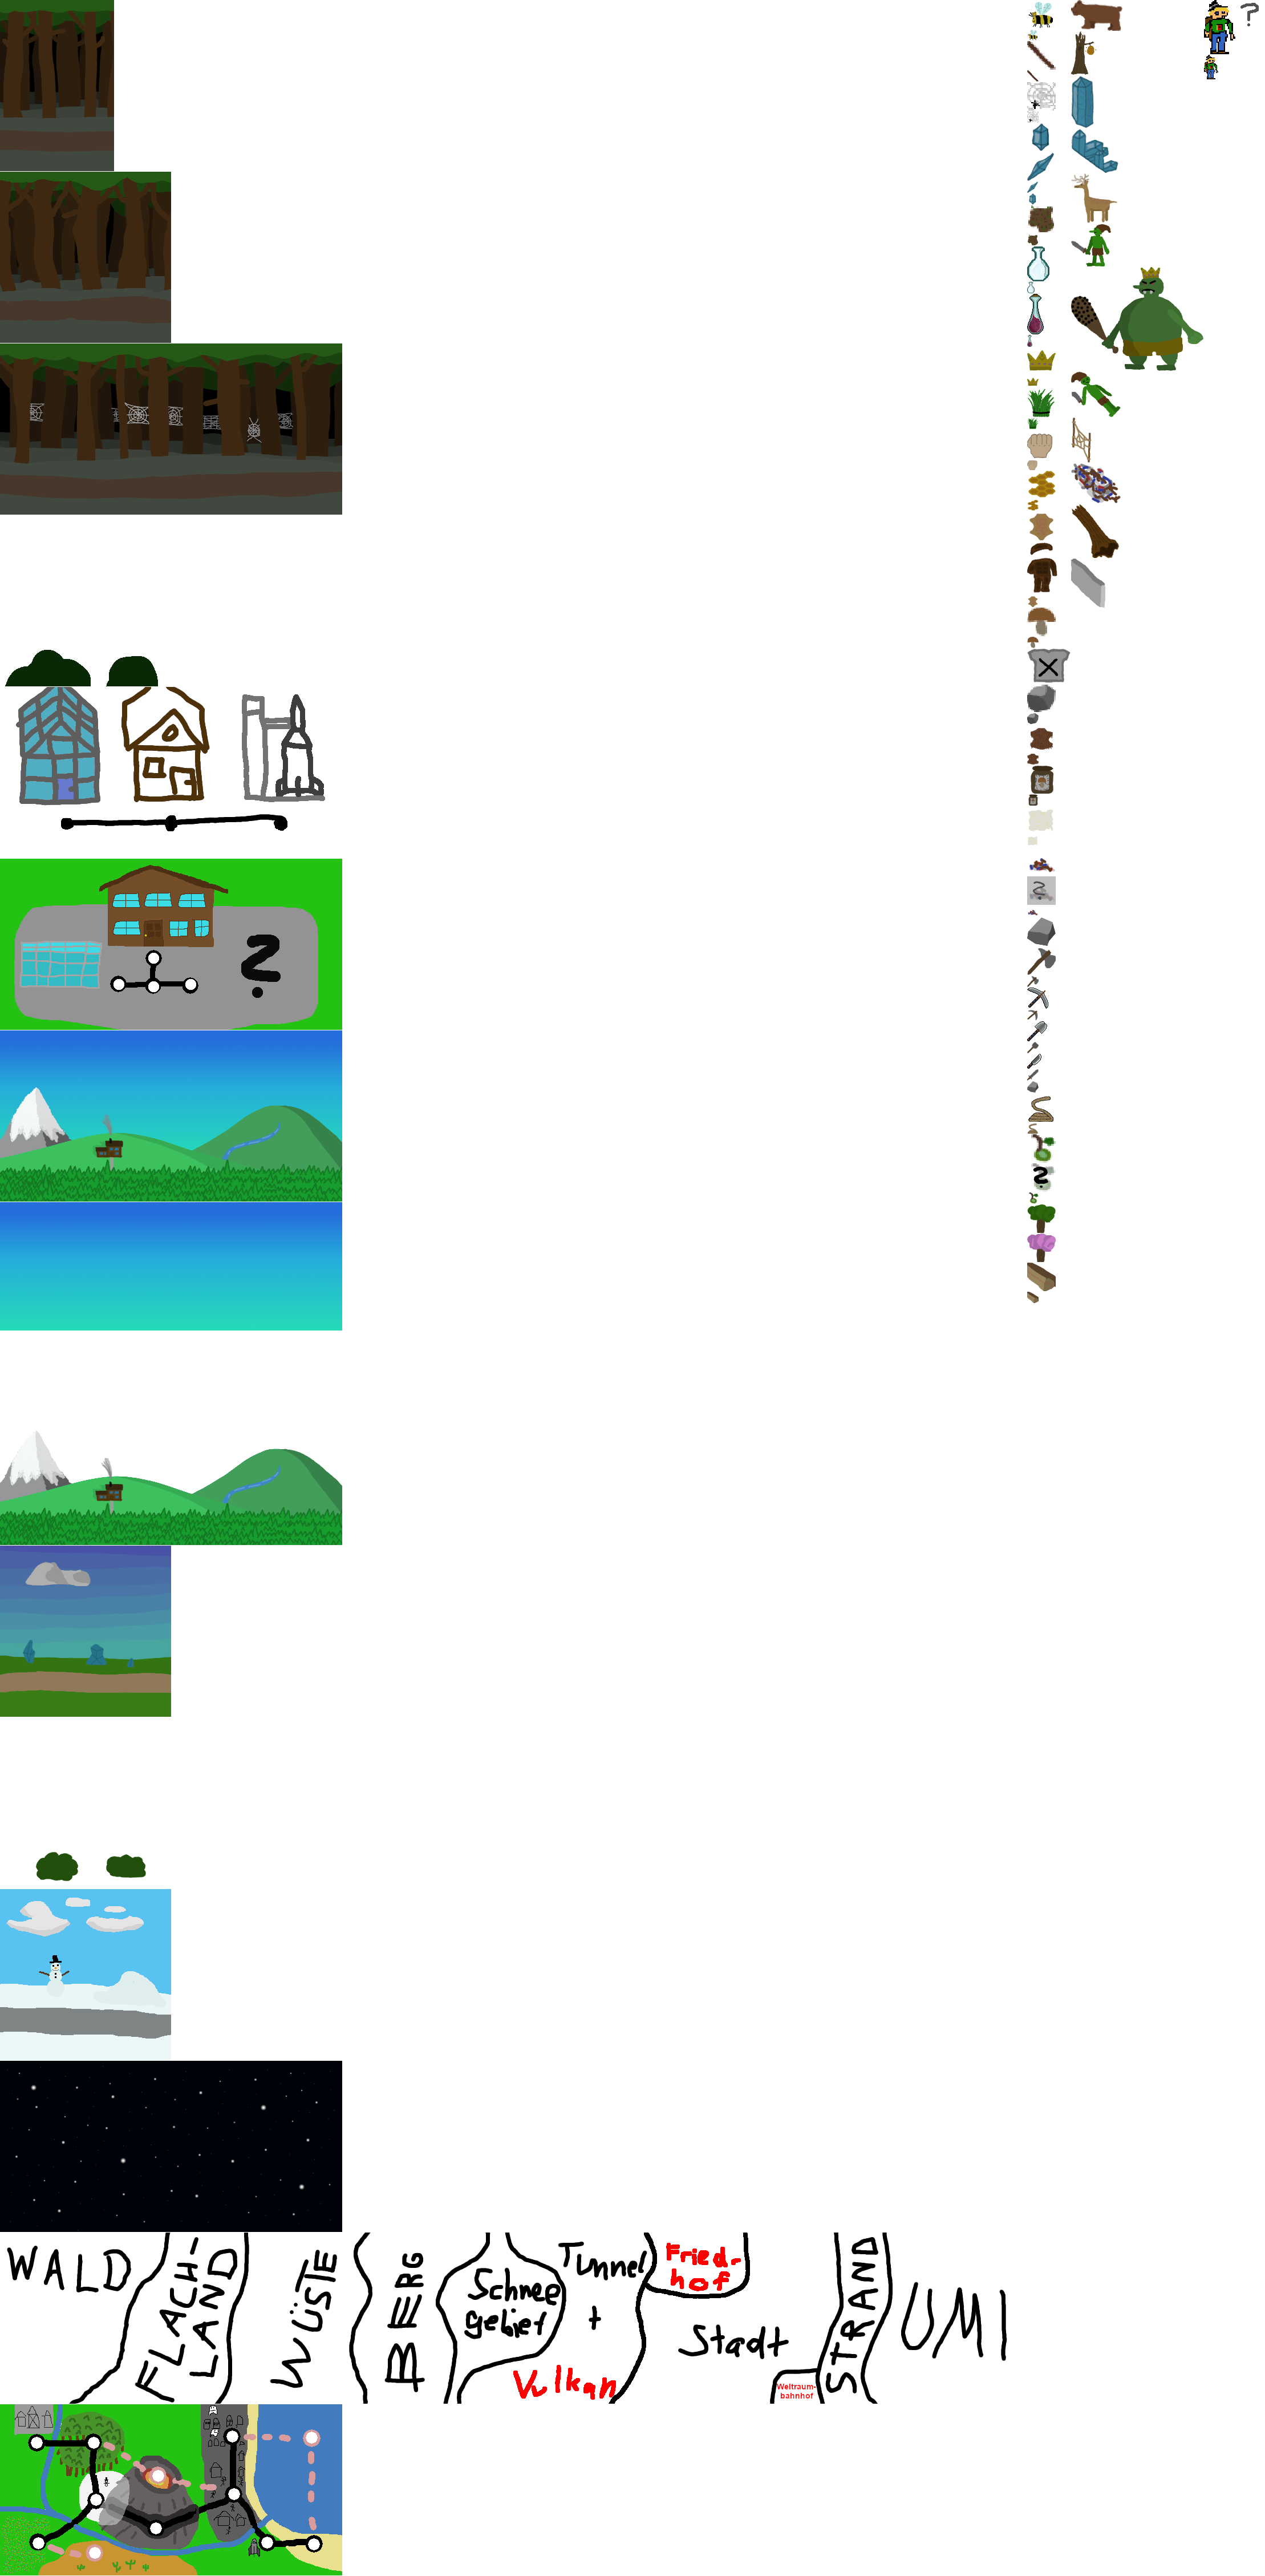 ?
?
WALD
FLACH-
LAND
WÜSTE
BERG
Schnee
gebiet
Tunnel
+
Vulkan
Fried-
hof
Stadt
Weltraum-
bahnhof
STRAND
UMI